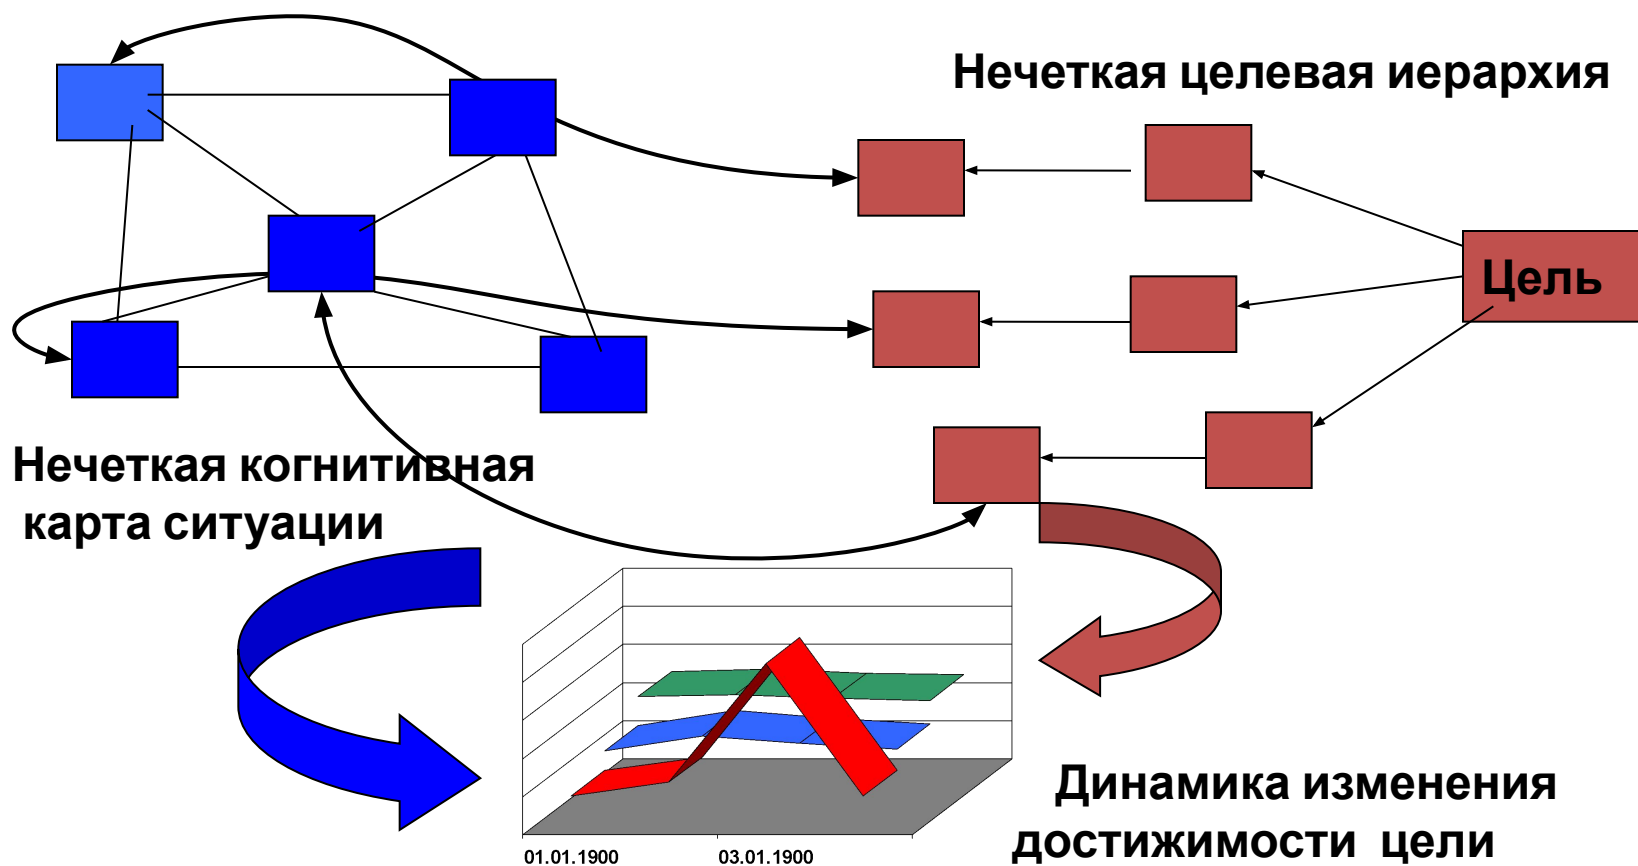 Нечеткая целевая иерархия
Цель
Нечеткая когнитивная
карта ситуации
Динамика изменения
достижимости цели
01.01.1900
03.01.1900